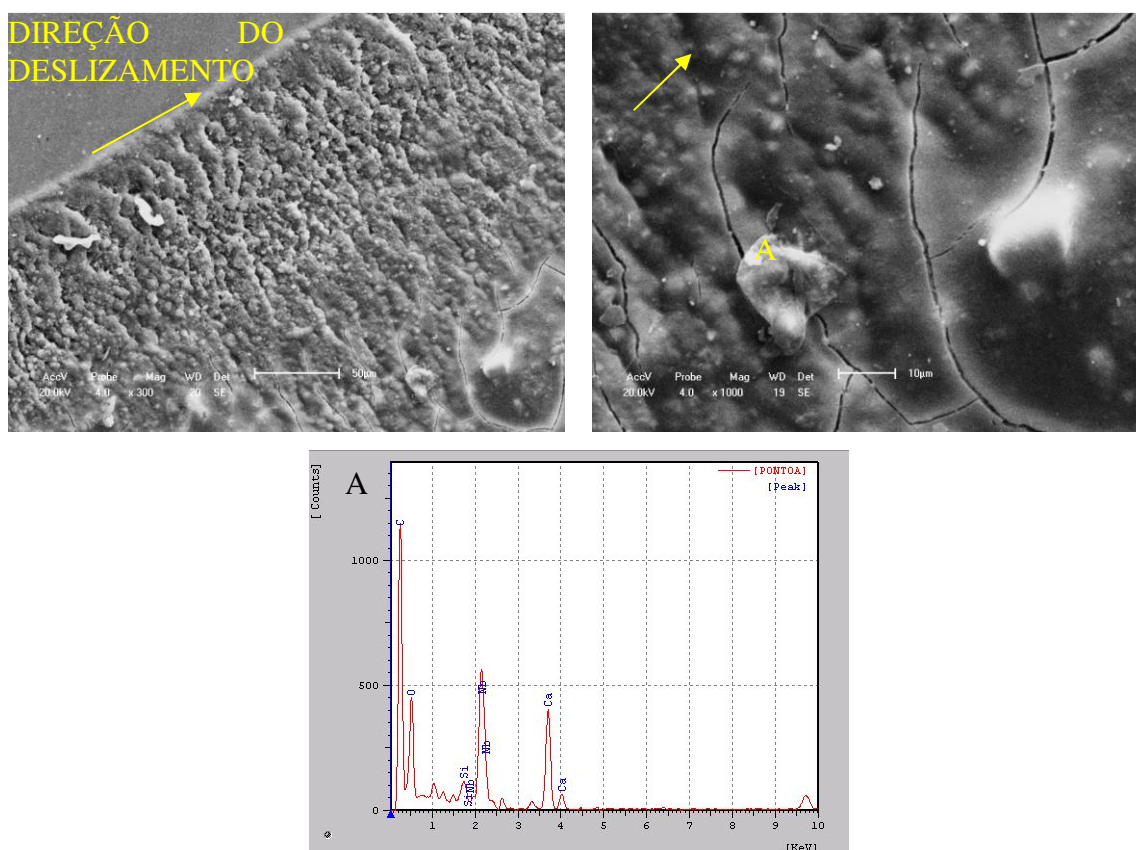 DIREÇÃO DO
DESLIZAMENTO
AccV Probe Mag WD Det 50µm
20.0kV 4.0 x 300 20 SE
A
AccV Probe Mag WD Det 10µm
20.0kV 4.0 x 1000 19 SE
A
[ Counts]
[PONTOA]
[Peak]
C
1000
500
O
Nb
Nb
Ca
Si
Nb
Si
Ca
0
1 2 3 4 5 6 7 8 9 10
[KeV]